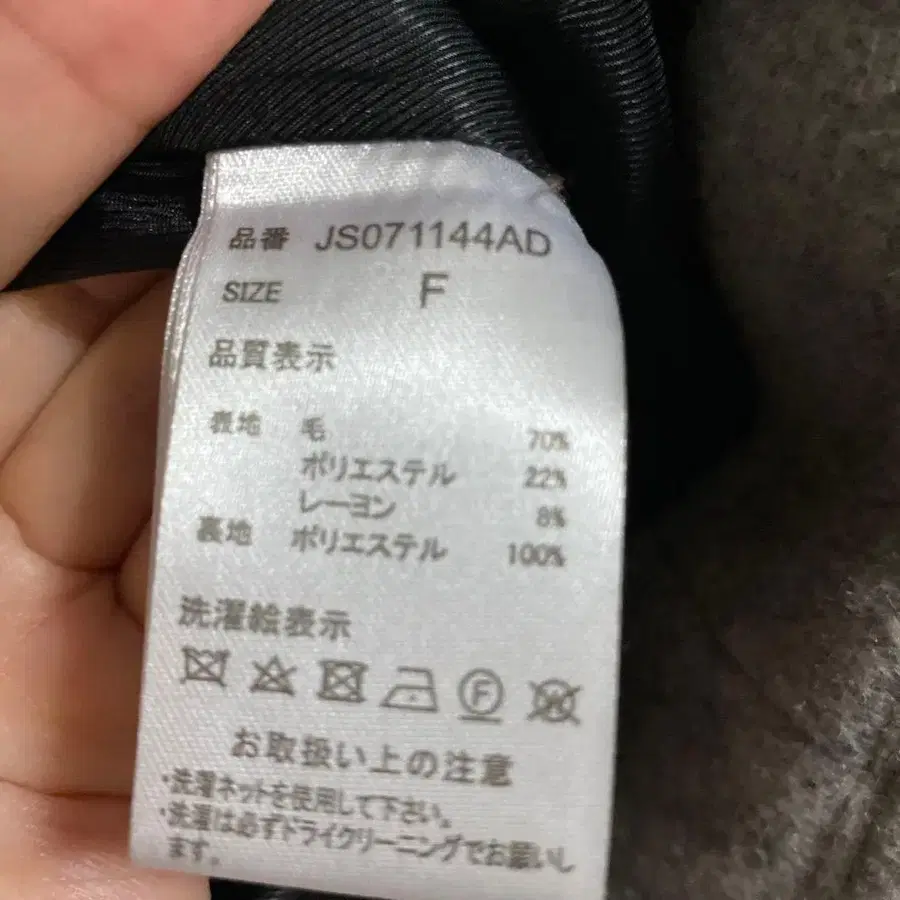 品番 JS071144AD
SIZE F
品質表示
表地 毛 70%
ポリエステル 22%
レーヨン 8%
裏地 ポリエステル 100%
洗濯絵表示
F W
お取扱い上の注意
・洗濯ネットを使用して下さい。
・洗濯は必ずドライクリーニングでお願いし
ます。